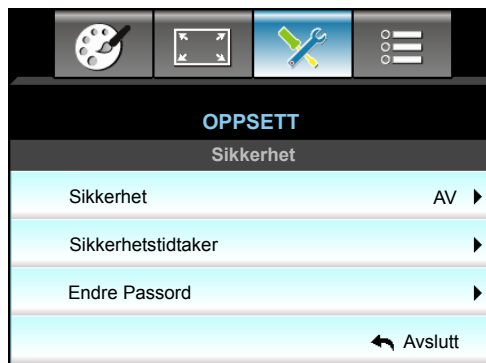 OPPSETT
Sikkerhet
Sikkerhet AV
Sikkerhetstidtaker
Endre Passord
Avslutt